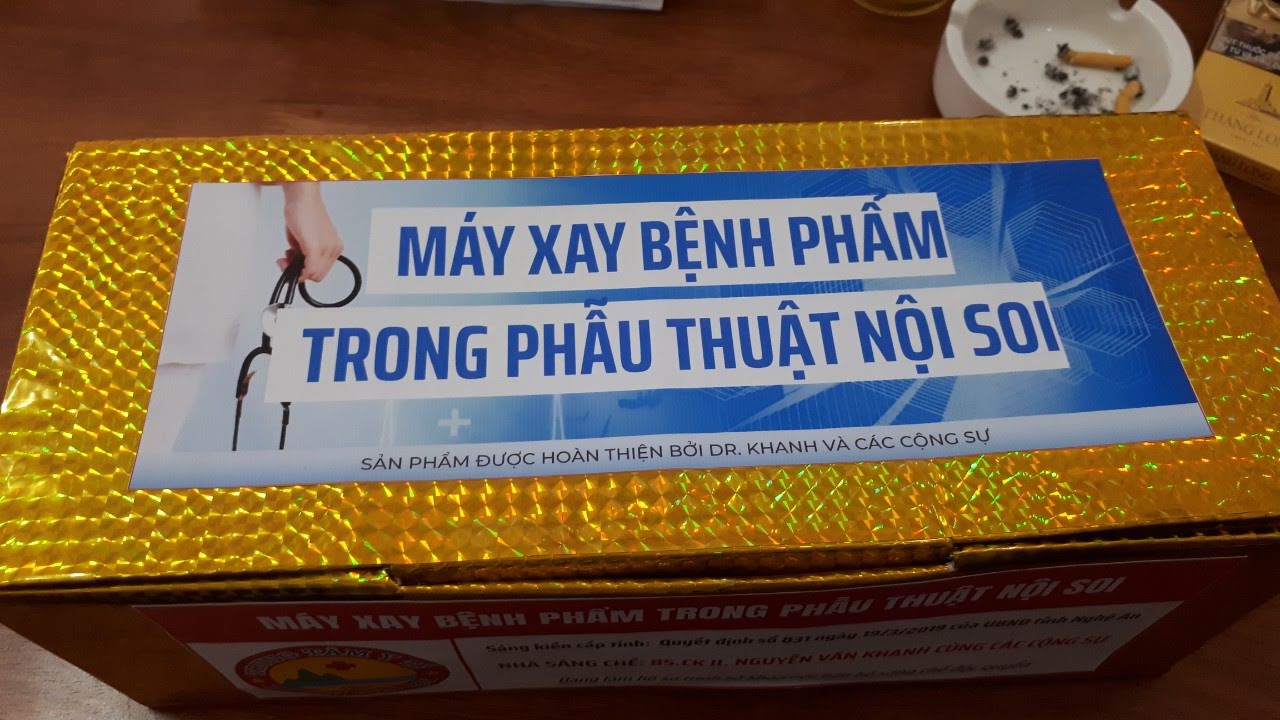 MÁY XAY BỆNH PHẨM
TRONG PHẪU THUẬT NỘI SOI
SẢN PHẨM ĐƯỢC HOÀN THIỆN BỞI DR. KHANH VÀ CÁC CỘNG SỰ
MÁY XAY BỆNH PHẨM TRONG PHẪU THUẬT NỘI SOI
Sáng kiến cấp tỉnh: Quyết định số 831 ngày 19/3/2019 của UBND tỉnh Nghệ An
NHÀ SÁNG CHẾ: BS.CK II. NGUYỄN VĂN KHANH CÙNG CÁC CỘNG SỰ
THĂNG LO